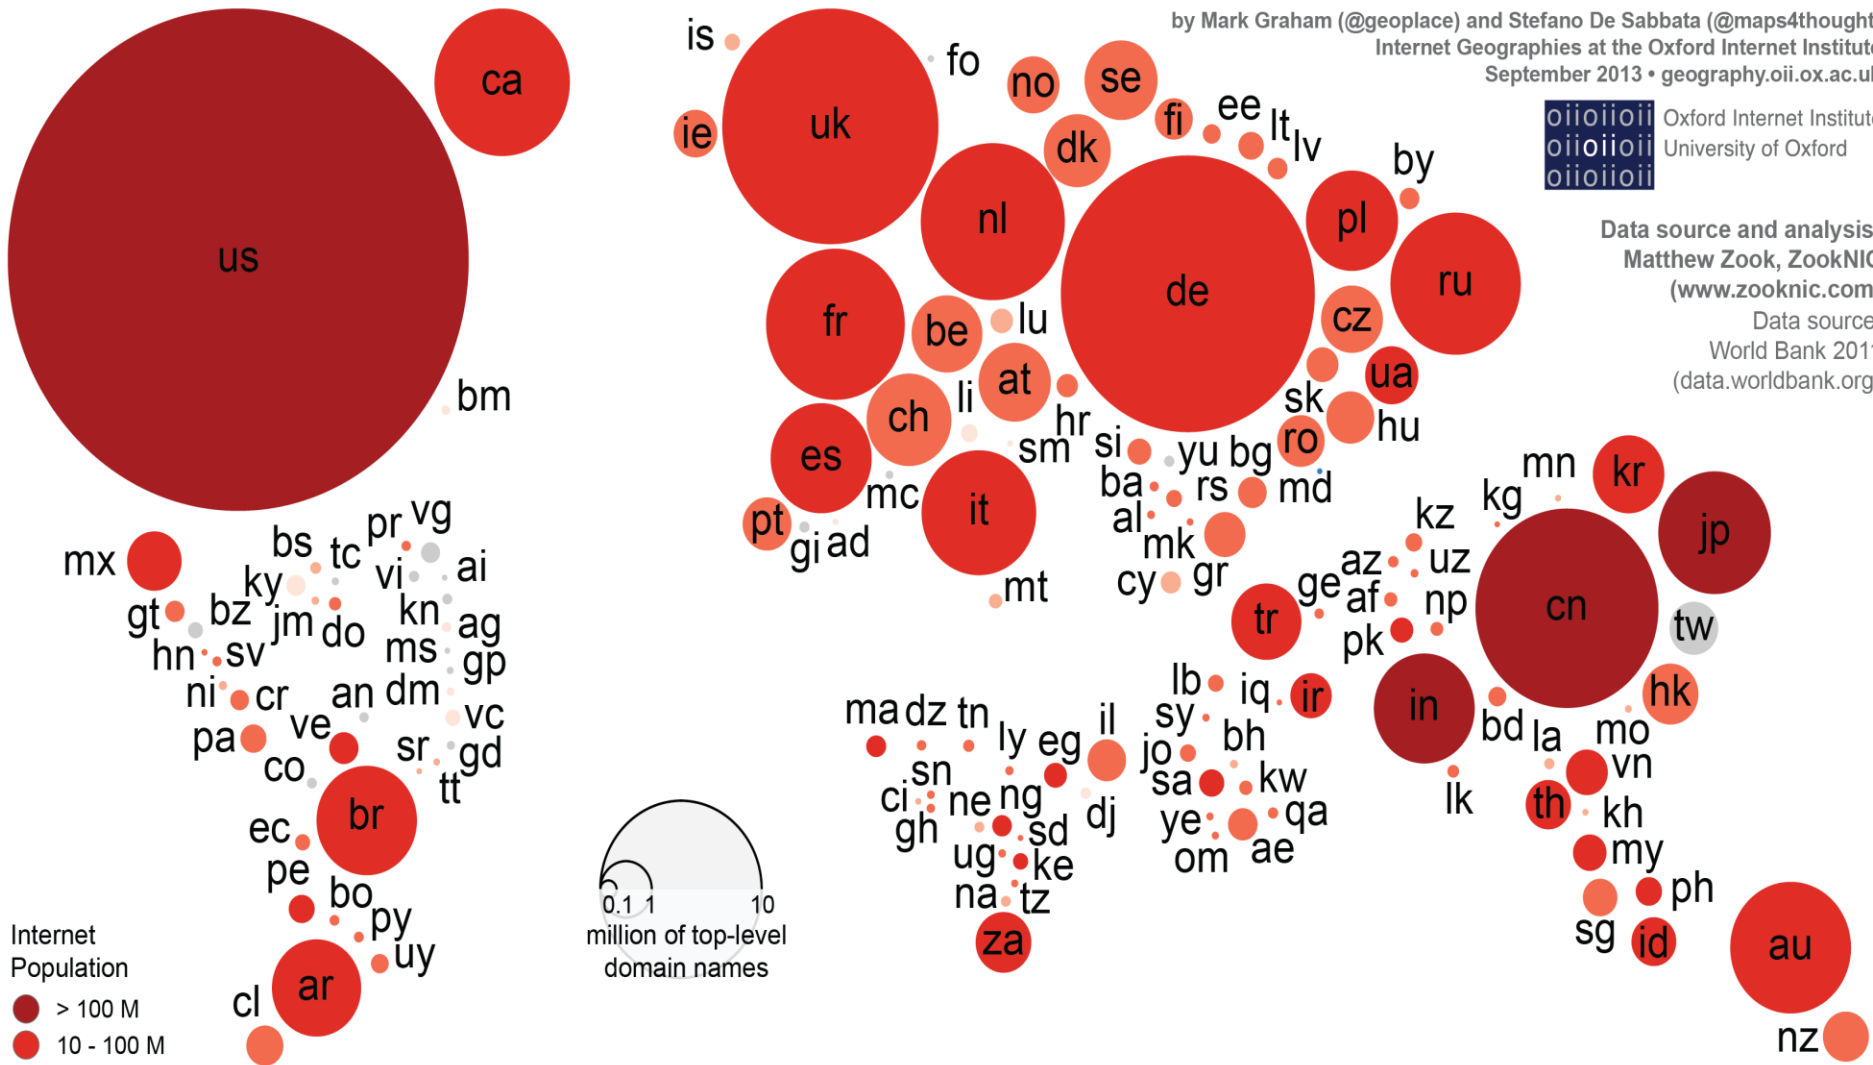 by Mark Graham (@geoplace) and Stefano De Sabbata (@maps4thought
Internet Geographies at the Oxford Internet Institute
September 2013 • geography.oii.ox.ac.uk
oiioiioii
oiioiioii
oiioiioii
Oxford Internet Institute
University of Oxford
Data source and analysis
Matthew Zook, ZookNIC
(www.zooknic.com
Data source
World Bank 2011
(data.worldbank.org
us
ca
bm
mx
gt
bz
hn
sv
ni
cr
pa
bs
tc
ky
jm
do
pr
vg
vi
ai
kn
ag
ms
gp
dm
vc
an
ve
gd
sr
tt
co
br
ec
pe
bo
py
uy
ar
cl
is
fo
ie
uk
no
se
fi
dk
ee
lt
lv
by
nl
de
pl
ru
fr
be
lu
cz
at
ch
li
hr
sk
ua
hu
ro
es
sm
si
yu
bg
md
mc
it
ba
rs
al
mk
pt
gi
ad
cy
gr
mt
tr
ge
az
kz
uz
af
np
pk
kg
mn
kr
jp
cn
tw
hk
in
bd
la
mo
vn
lk
th
kh
my
ph
sg
id
au
nz
lb
iq
ir
sy
jo
bh
sa
kw
qa
ye
om
ae
ma
dz
tn
ly
eg
il
sn
ci
gh
ne
ng
dj
sd
ug
ke
na
tz
za
0.1
1
10
million of top-level
domain names
Internet
Population
> 100 M
10 - 100 M